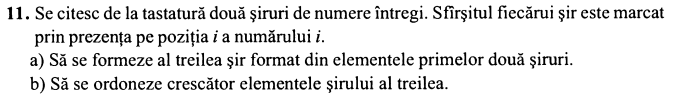 11. Se citesc de la tastatură două şiruri de numere întregi. Sfîrşitul fiecărui şir este marcat
prin prezenţa pe poziţia i a numărului i.
a) Să se formeze al treilea şir format din elementele primelor două şiruri.
b) Să se ordoneze crescător elementele şirului al treilea.